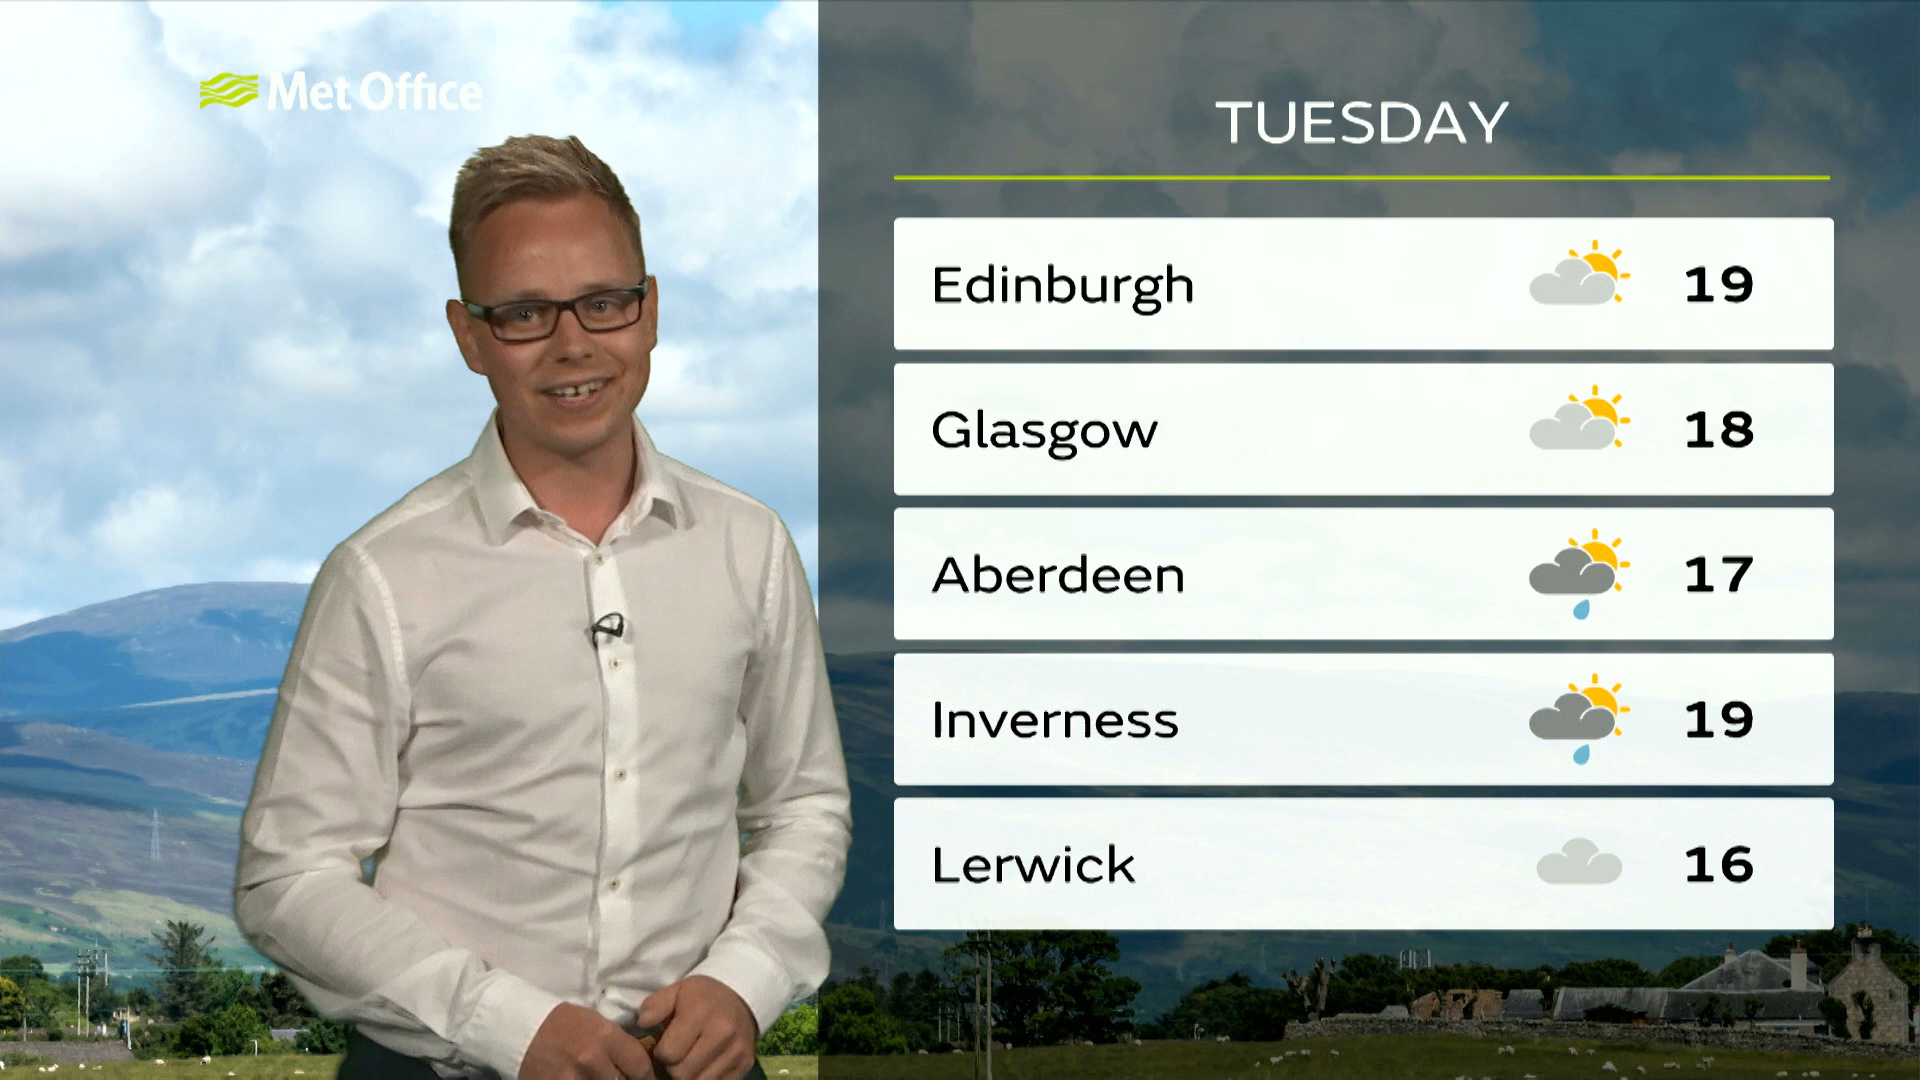 Met Office
TUESDAY
Edinburgh 19
Glasgow 18
Aberdeen 17
Inverness 19
Lerwick 16